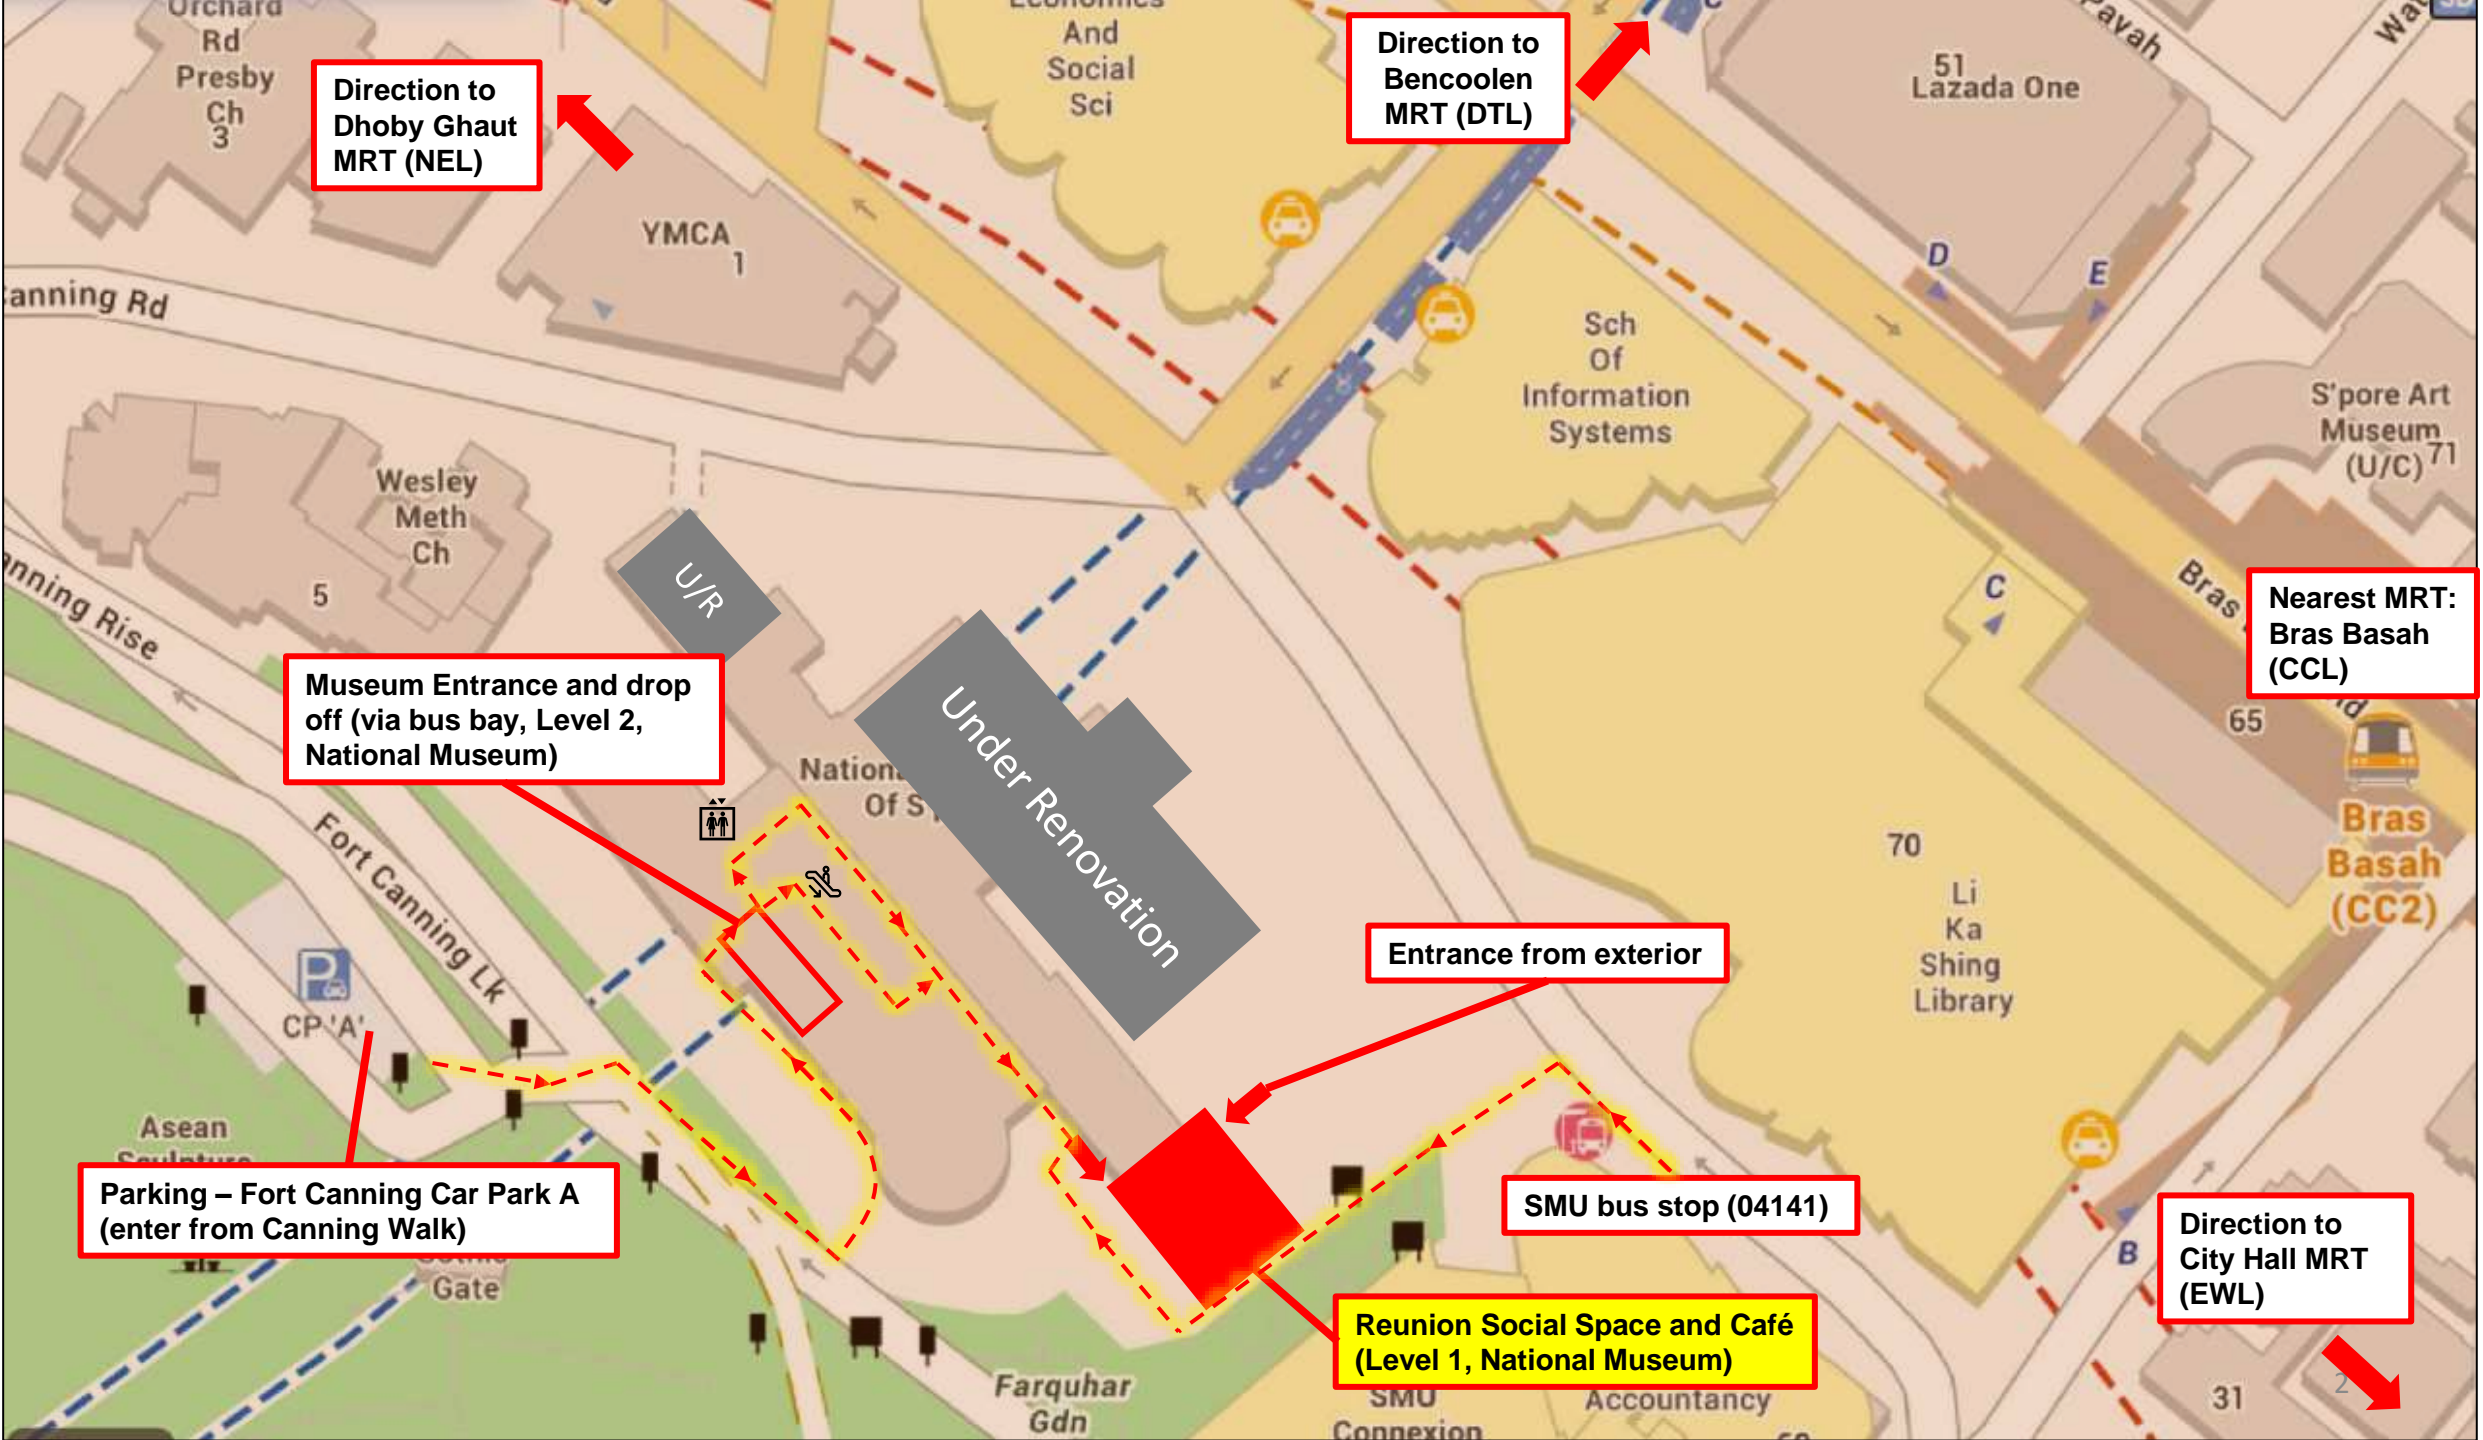 Orchard
Rd
Presby
Ch
3
Direction to
Dhoby Ghaut
MRT (NEL)
And
Social
Sci
Direction to
Bencoolen
MRT (DTL)
51
Lazada One
YMCA
1
D
E
Sch
Of
Information
Systems
S'pore Art
Museum
(U/C)
71
Wesley
Meth
Ch
5
U/R
C
Bras
Nearest MRT:
Bras Basah
(CCL)
65
Museum Entrance and drop
off (via bus bay, Level 2,
National Museum)
Under Renovation
Of S
Fort Canning Lk
70
Li
Ka
Shing
Library
Bras
Basah
(CC2)
Entrance from exterior
P
CP 'A'
Asean
Parking – Fort Canning Car Park A
(enter from Canning Walk)
Gate
SMU bus stop (04141)
B
Direction to
City Hall MRT
(EWL)
Reunion Social Space and Café
(Level 1, National Museum)
Farquhar
Gdn
SMU
Connexion
Accountancy
31
2